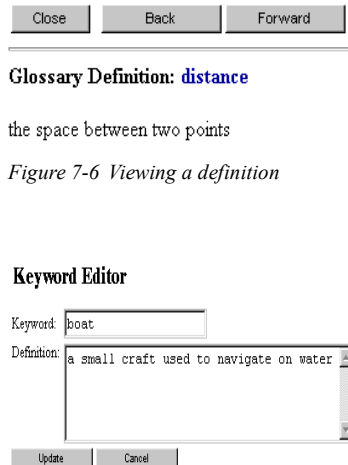 Close Back Forward
Glossary Definition: distance
the space between two points
Figure 7-6 Viewing a definition
Keyword Editor
Keyword: boat
Definition: a small craft used to navigate on water
Update Cancel